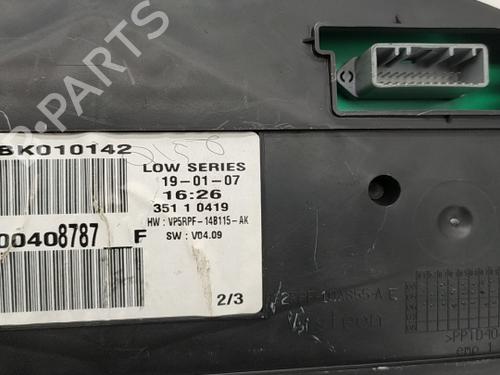 BK010142
LOW SERIES
19-01-07
16:26
351 1 0419
HW : VP5RPF-14B115-AK
SW : V04.09
00408787 F
2/3
B-PARTS